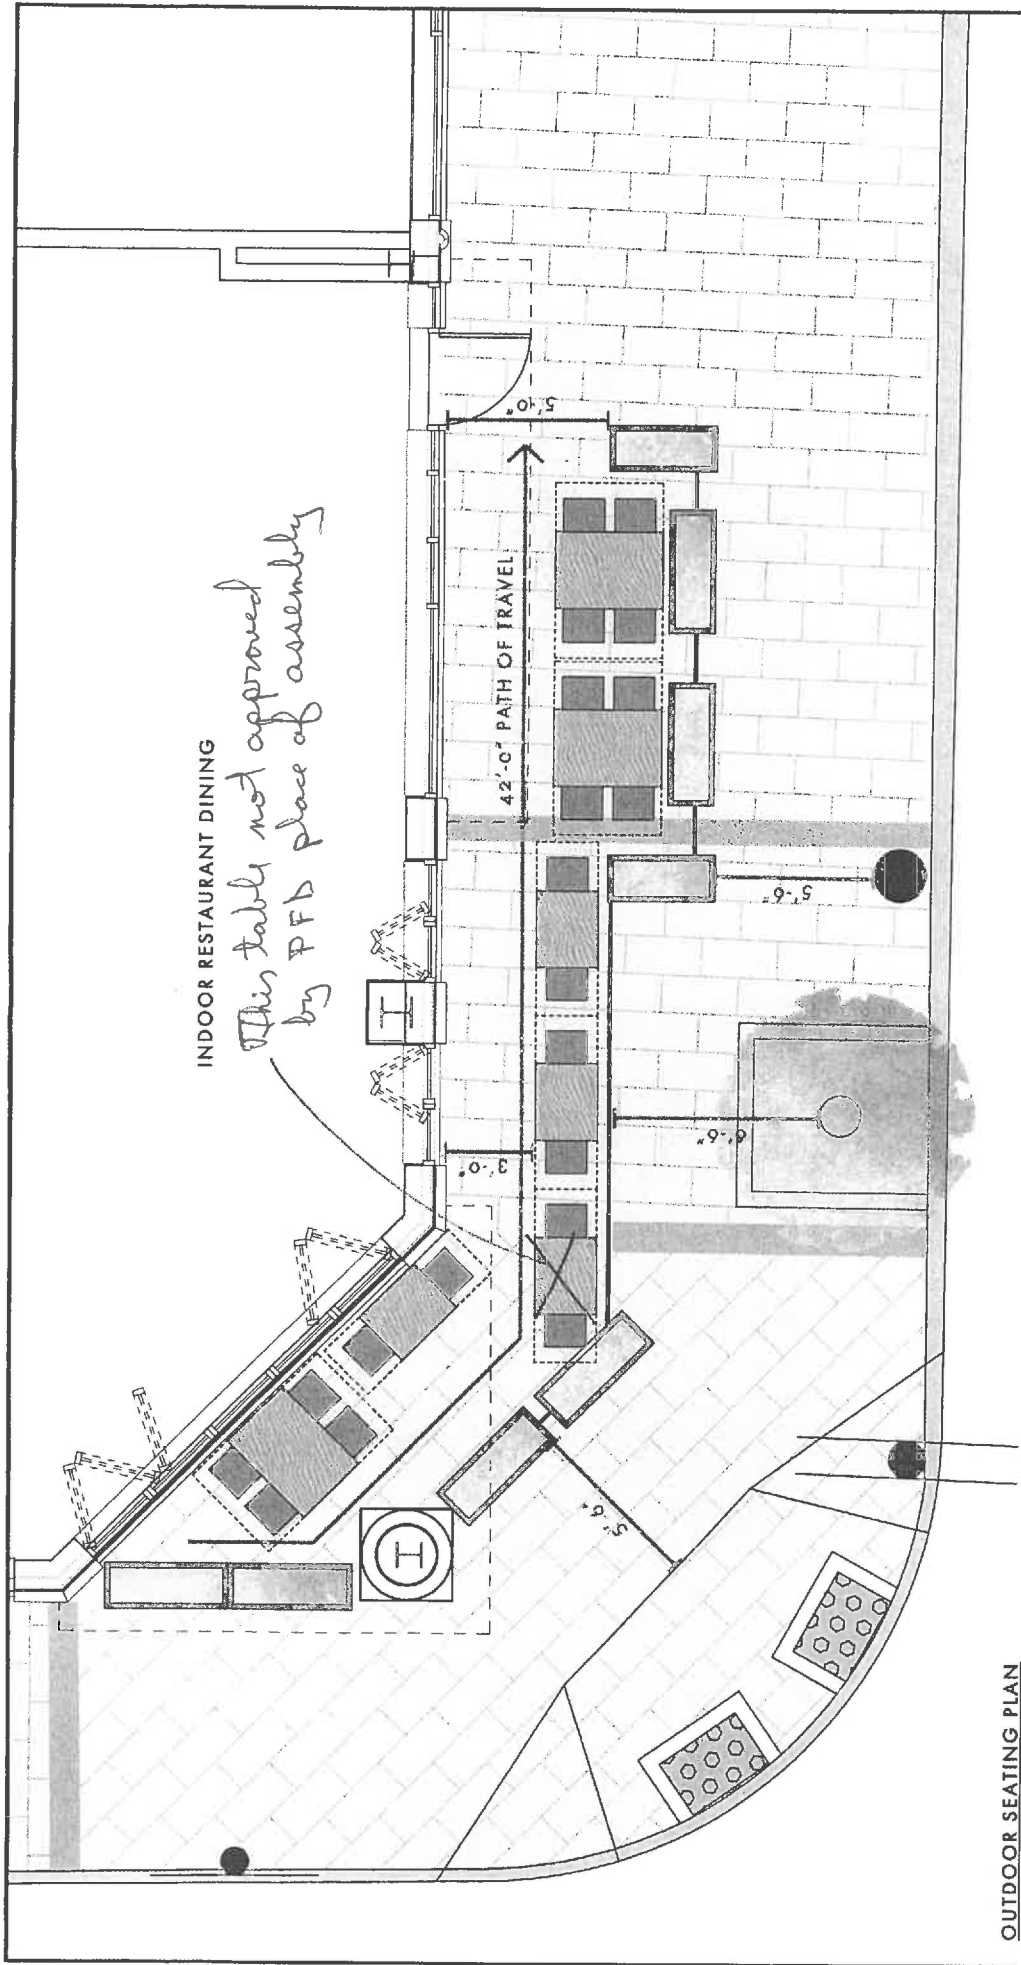 INDOOR RESTAURANT DINING
This table not approved
by PFD place of assembly
5'-10"
42'-0" PATH OF TRAVEL
3'-0"
5'-6"
6'-6"
5'-6"
H
H
OUTDOOR SEATING PLAN